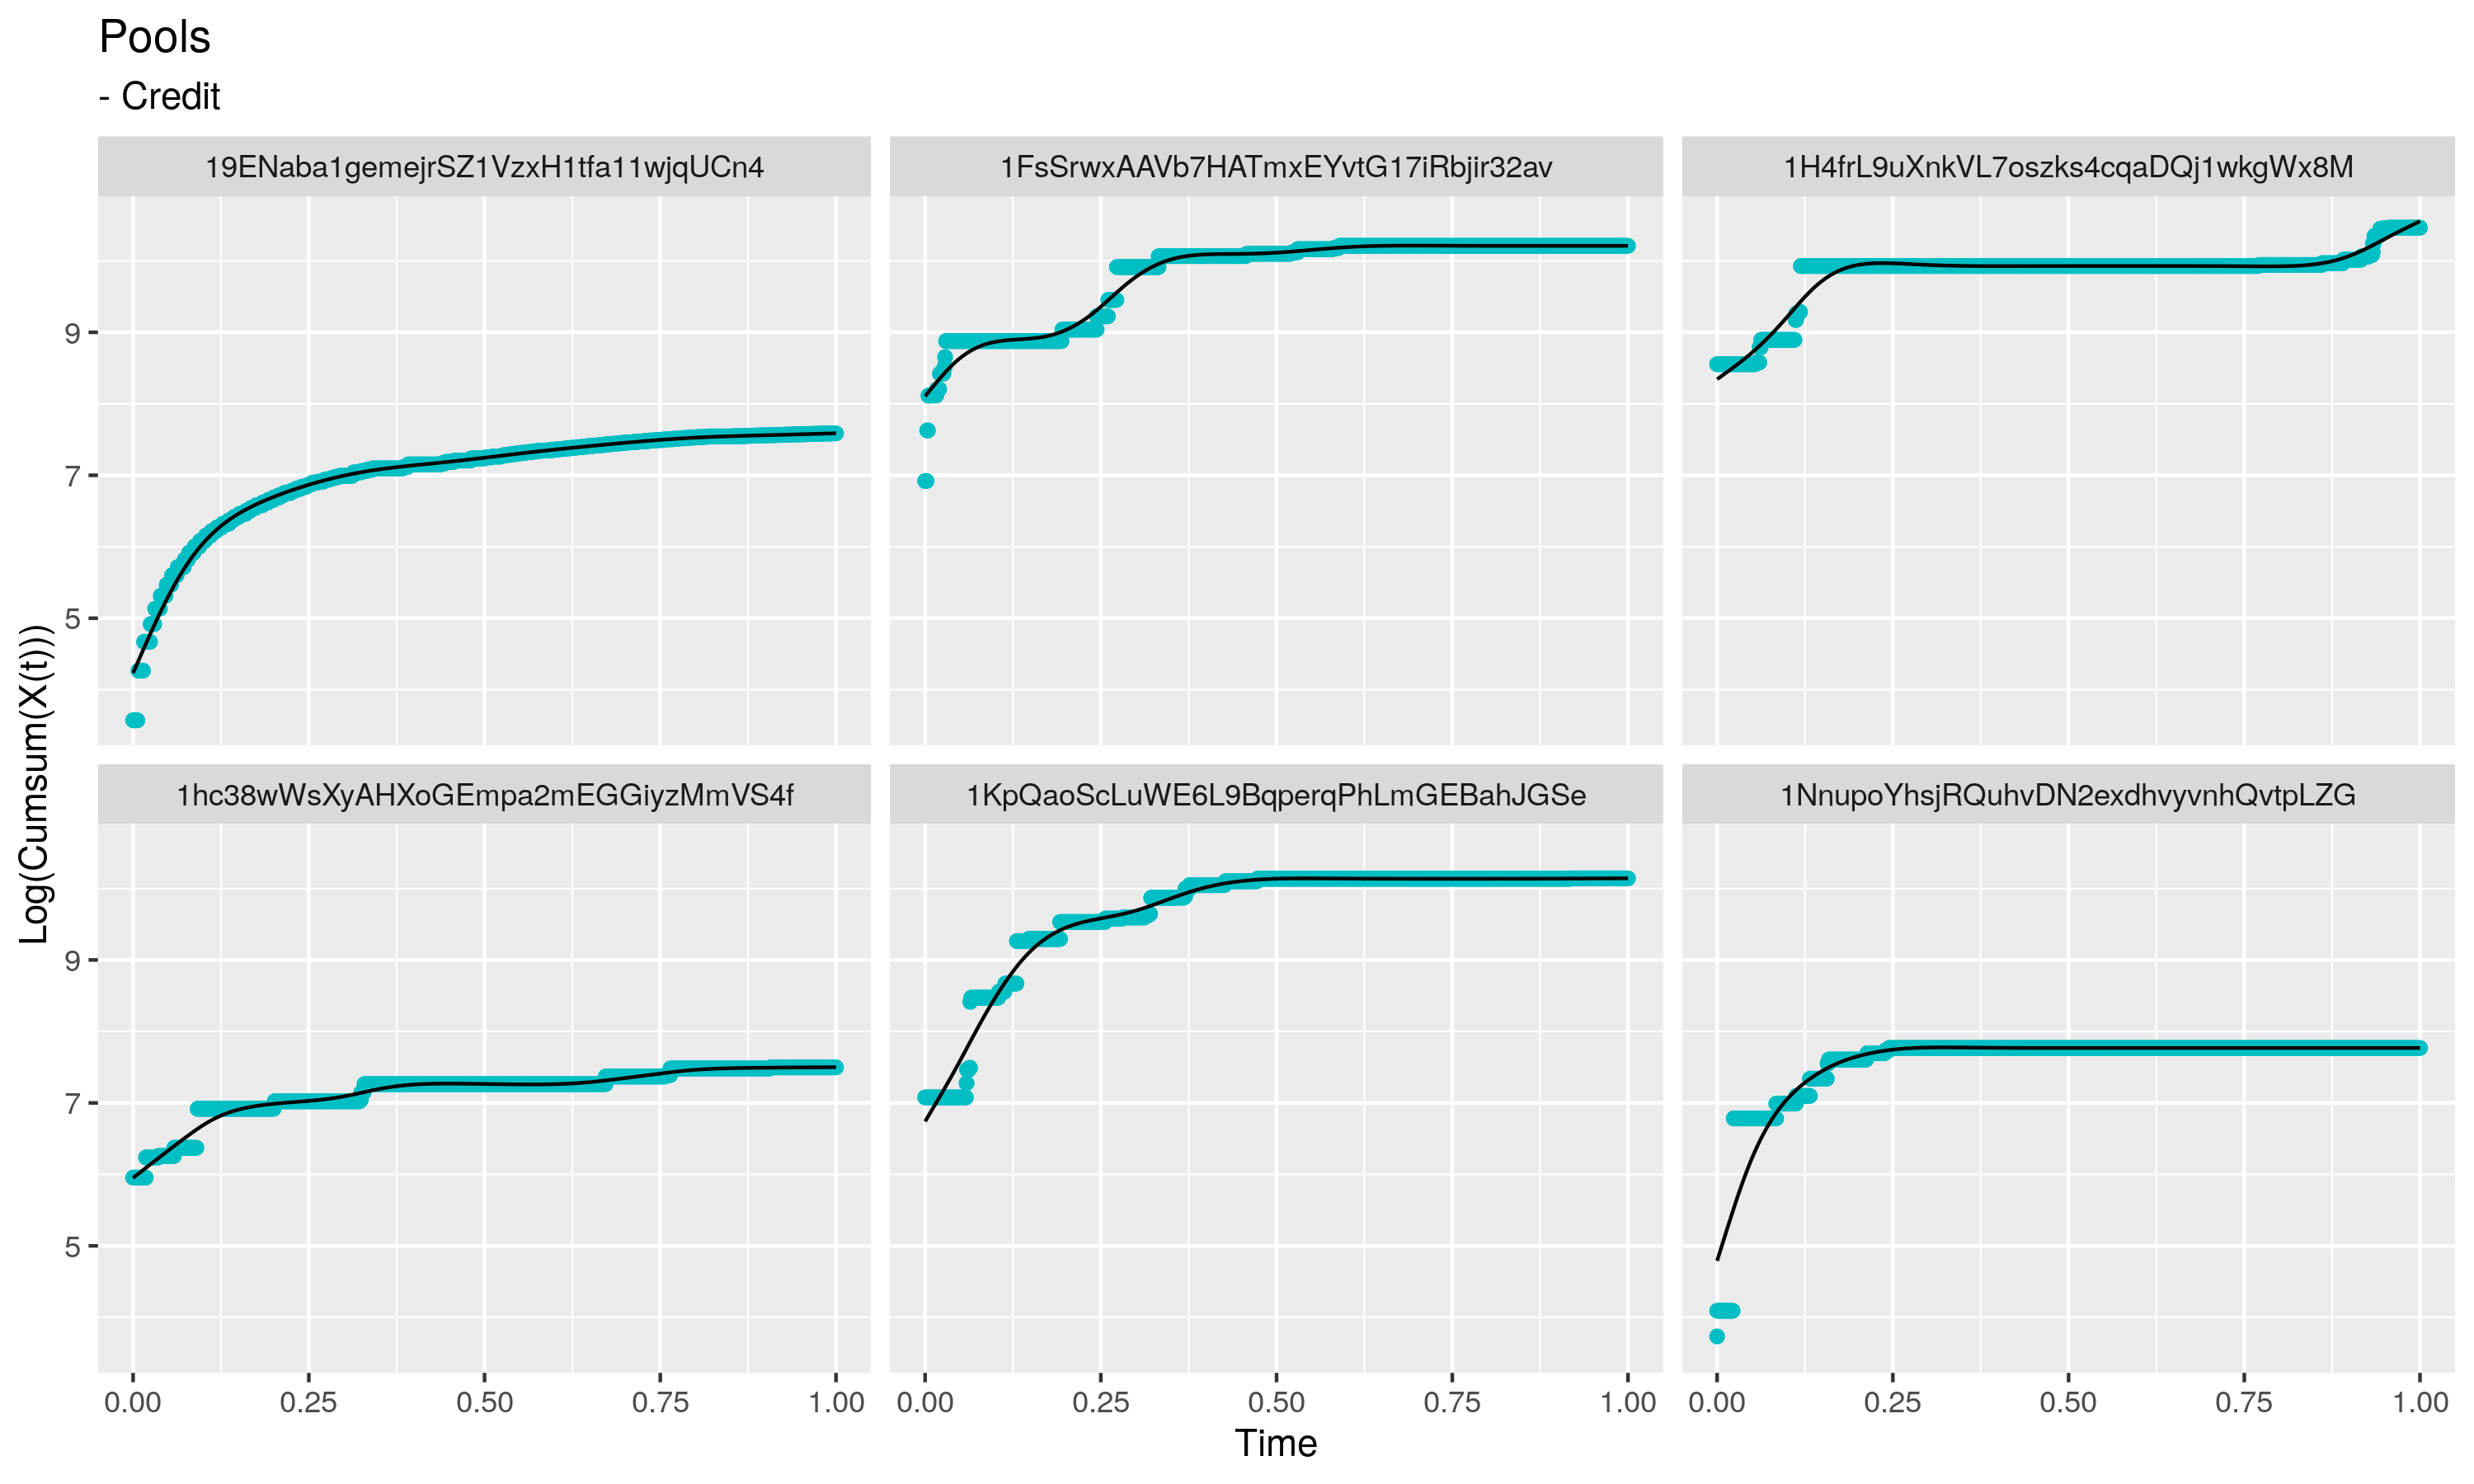 Pools
- Credit
19ENaba1gemejrSZ1VzxH1tfa11wjqUCn4
1FsSrwxAAVb7HATmxEYvtG17iRbjir32av
1H4frL9uXnkVL7oszks4cqaDQj1wkgWx8M
9
7
5
1hc38wWsXyAHXoGEmpa2mEGGiyzMmVS4f
1KpQaoScLuWE6L9BqperqPhLmGEBahJGSe
1NnupoYhsjRQuhvDN2exdhvyvnhQvtpLZG
9
7
5
Log(Cumsum(X(t)))
0.00 0.25 0.50 0.75 1.00
0.00 0.25 0.50 0.75 1.00
0.00 0.25 0.50 0.75 1.00
Time